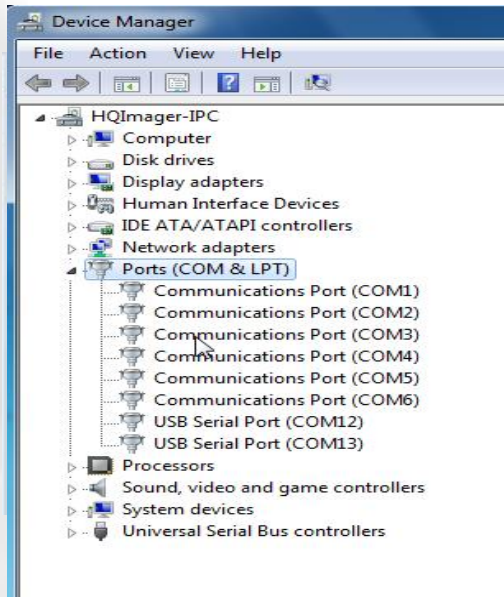 Device Manager
File Action View Help
HQImager-IPC
Computer
Disk drives
Display adapters
Human Interface Devices
IDE ATA/ATAPI controllers
Network adapters
Ports (COM & LPT)
Communications Port (COM1)
Communications Port (COM2)
Communications Port (COM3)
Communications Port (COM4)
Communications Port (COM5)
Communications Port (COM6)
USB Serial Port (COM12)
USB Serial Port (COM13)
Processors
Sound, video and game controllers
System devices
Universal Serial Bus controllers